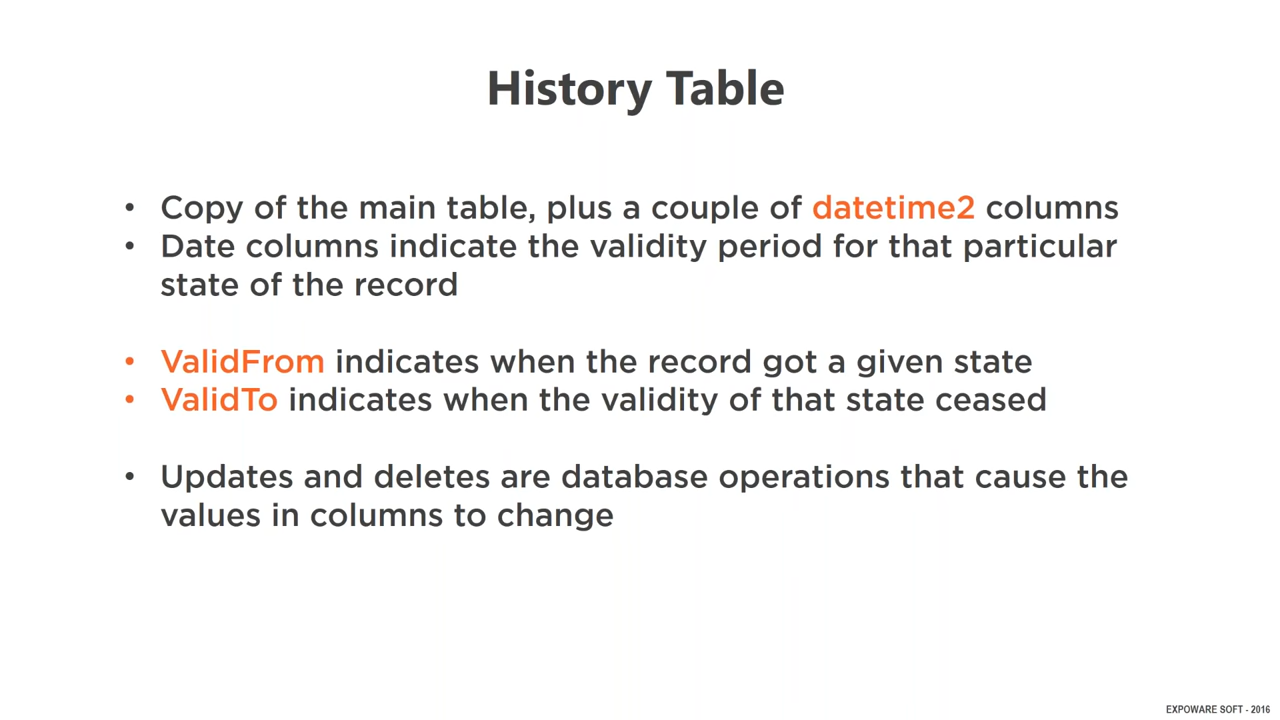 History Table
• Copy of the main table, plus a couple of datetime2 columns
• Date columns indicate the validity period for that particular
state of the record
• ValidFrom indicates when the record got a given state
• ValidTo indicates when the validity of that state ceased
• Updates and deletes are database operations that cause the
values in columns to change
EXPOWARE SOFT - 2016